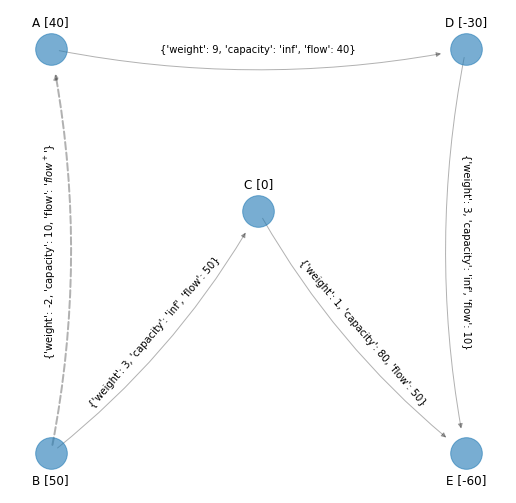 A [40]
D [-30]
{'weight': 9, 'capacity': 'inf', 'flow': 40}
{'weight': -2, 'capacity': 10, 'flow': 'flow⁺'}
{'weight': 3, 'capacity': 'inf', 'flow': 10}
C [0]
{'weight': 3, 'capacity': 'inf', 'flow': 50}
{'weight': 1, 'capacity': 80, 'flow': 50}
B [50]
E [-60]